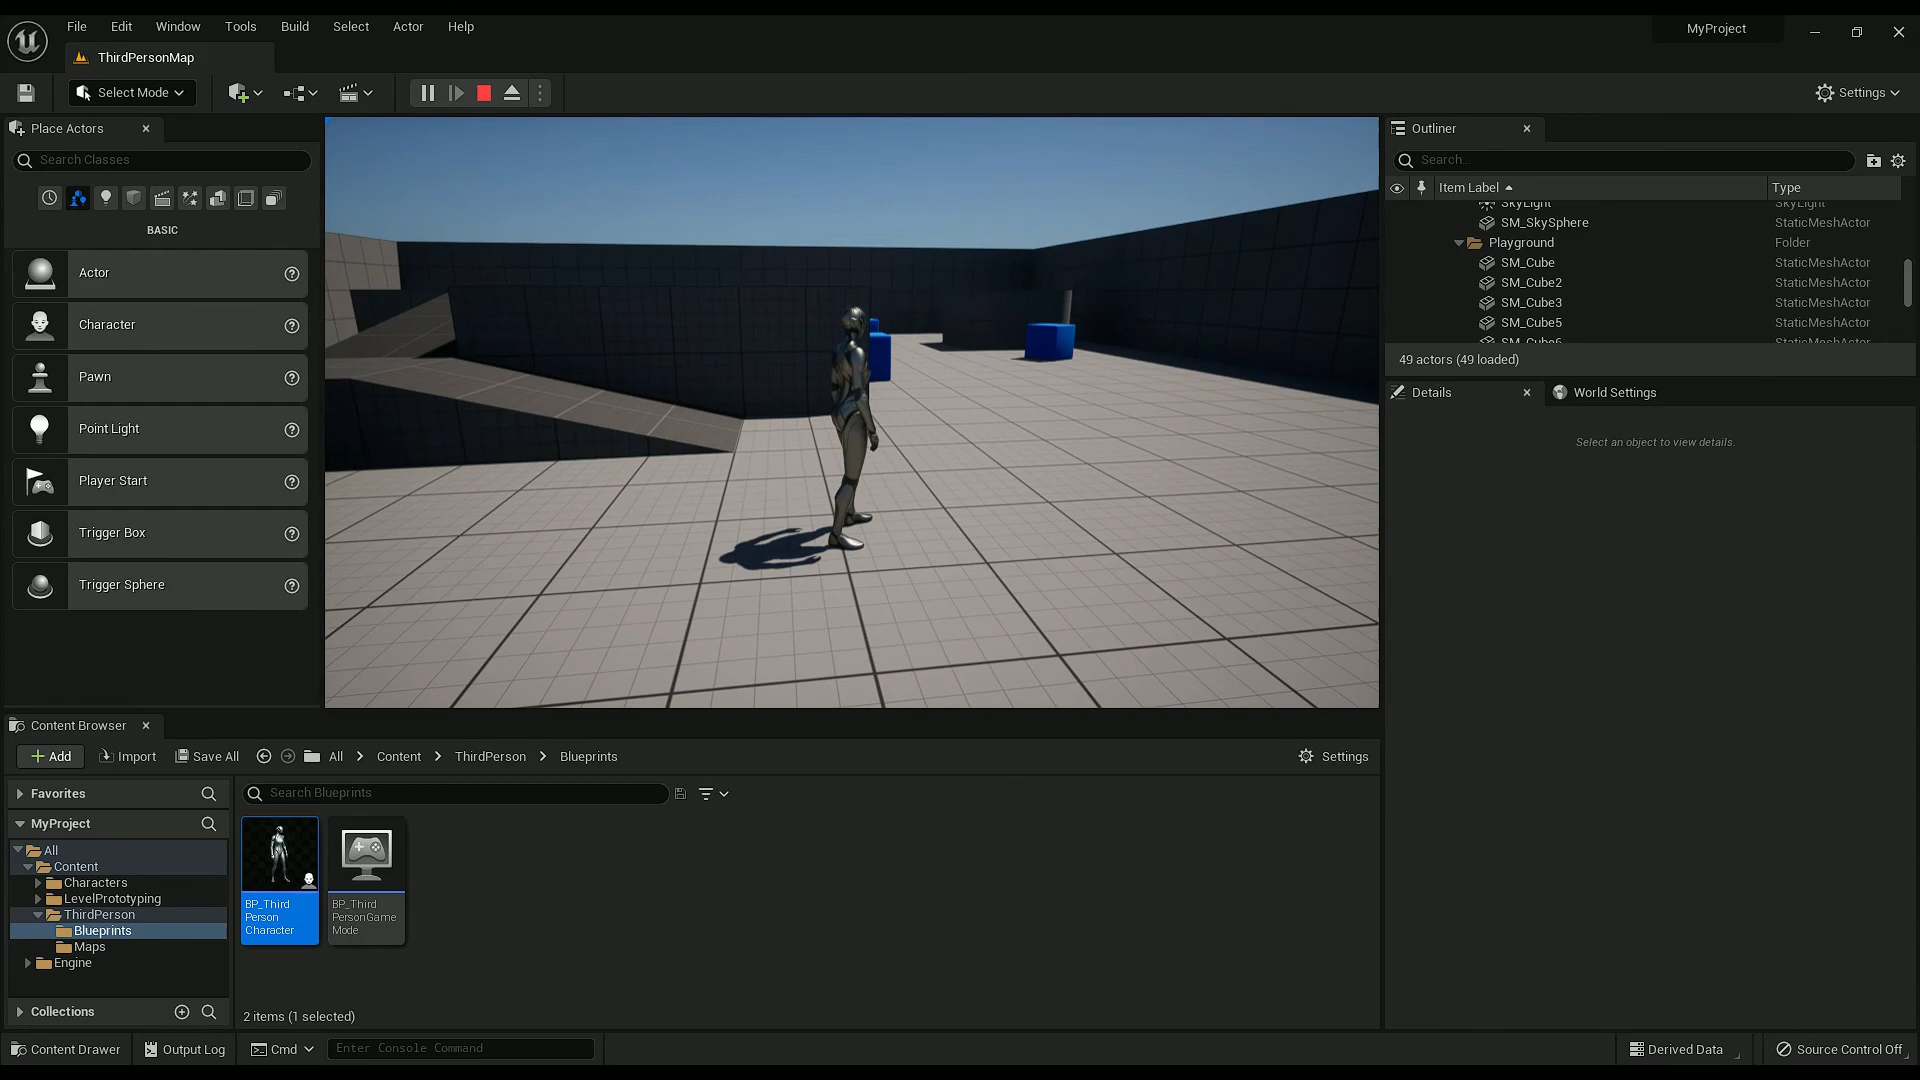 File Edit Window Tools Build Select Actor Help
MyProject
ThirdPersonMap
Select Mode
Settings
Place Actors
Search Classes
BASIC
Actor
Character
Pawn
Point Light
Player Start
Trigger Box
Trigger Sphere
Outliner
Search...
Item Label Type
SkyLight SkyLight
SM_SkySphere StaticMeshActor
Playground Folder
SM_Cube StaticMeshActor
SM_Cube2 StaticMeshActor
SM_Cube3 StaticMeshActor
SM_Cube5 StaticMeshActor
SM_Cube6 StaticMeshActor
49 actors (49 loaded)
Details
World Settings
Select an object to view details.
Content Browser
Add Import Save All All Content ThirdPerson Blueprints Settings
Favorites
MyProject
All
Content
Characters
LevelPrototyping
ThirdPerson
Blueprints
Maps
Engine
Collections
Search Blueprints
BP_Third
Person
Character
BP_Third
PersonGame
Mode
2 items (1 selected)
Content Drawer Output Log Cmd Enter Console Command Derived Data Source Control Off